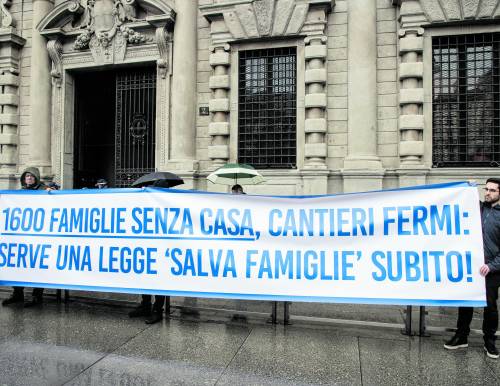 1600 FAMIGLIE SENZA CASA, CANTIERI FERMI:
SERVE UNA LEGGE ‘SALVA FAMIGLIE’ SUBITO!